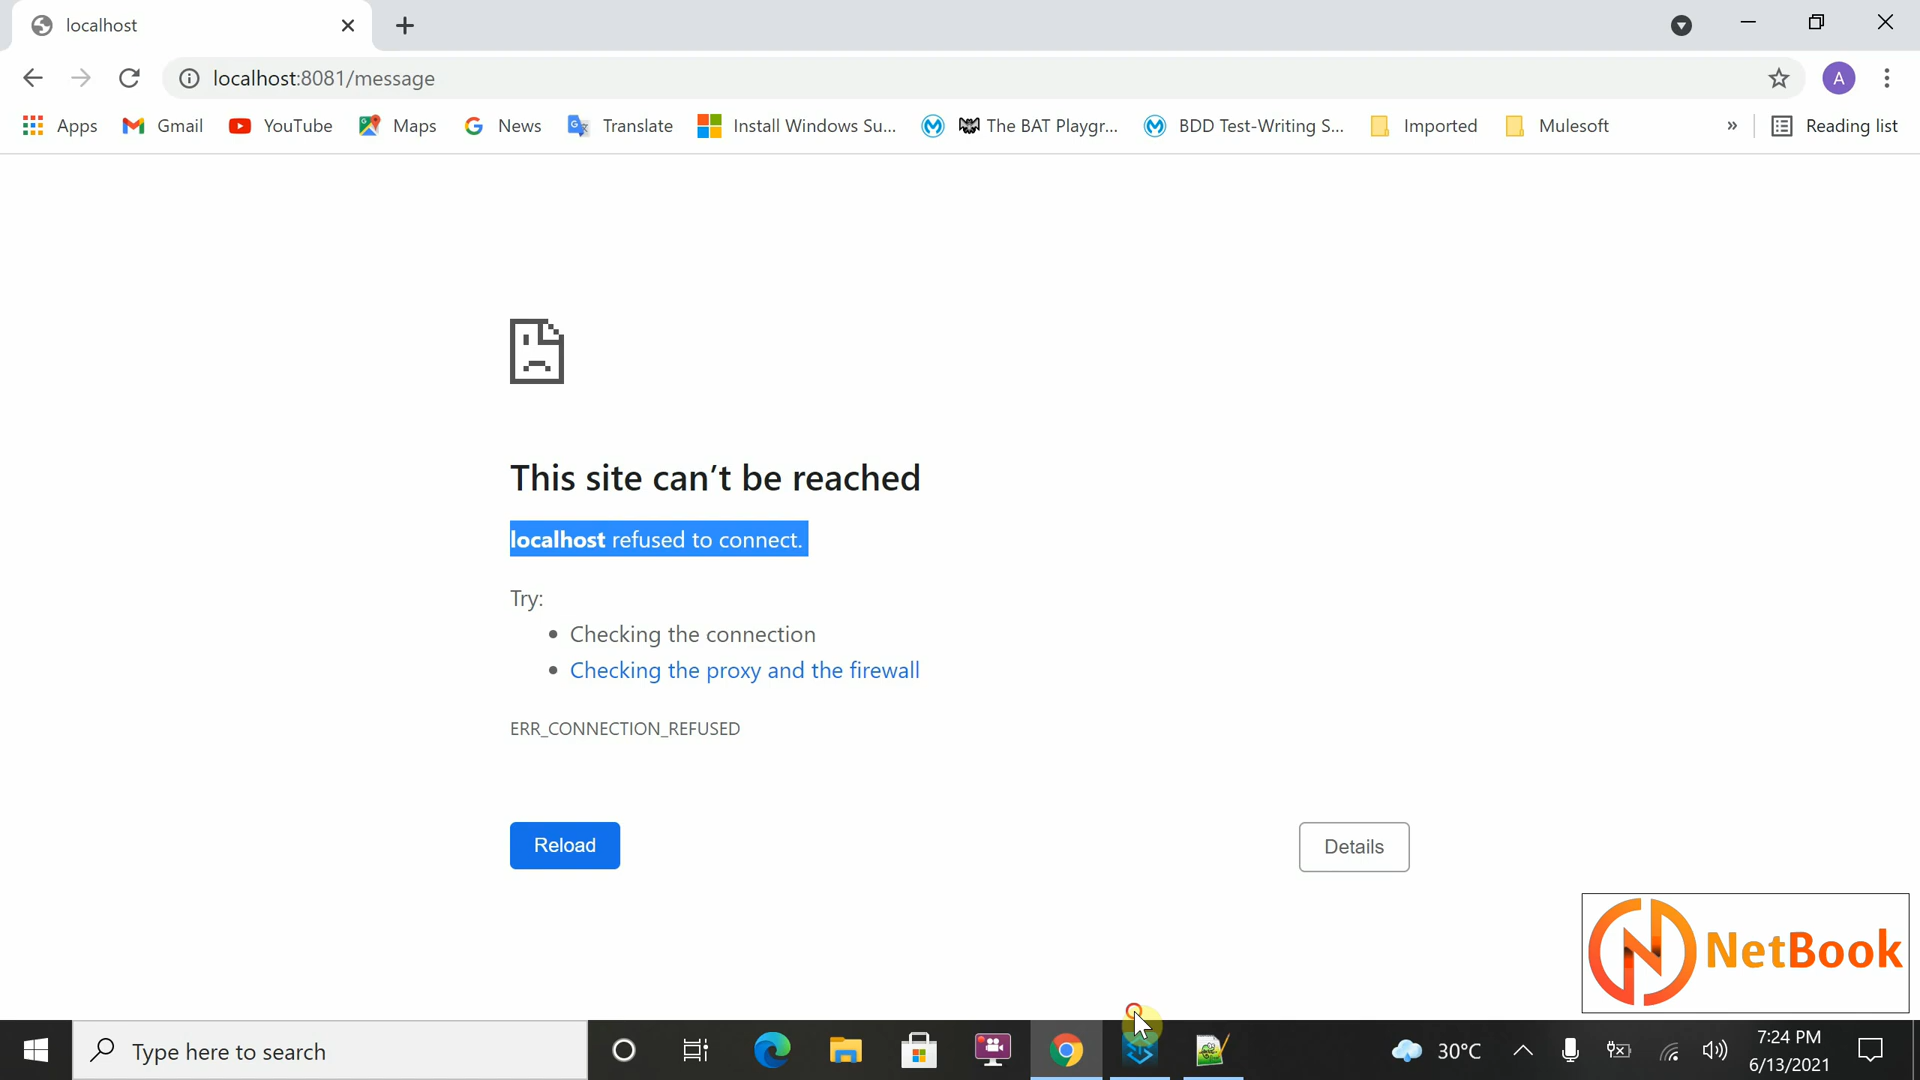 localhost
localhost:8081/message
A
Apps
Gmail
YouTube
Maps
News
Translate
Install Windows Su...
The BAT Playgr...
BDD Test-Writing S...
Imported
Mulesoft
»
Reading list
This site can't be reached
localhost refused to connect.
Try:
• Checking the connection
• Checking the proxy and the firewall
ERR_CONNECTION_REFUSED
Reload
Details
NetBook
Type here to search
30°C
7:24 PM
6/13/2021